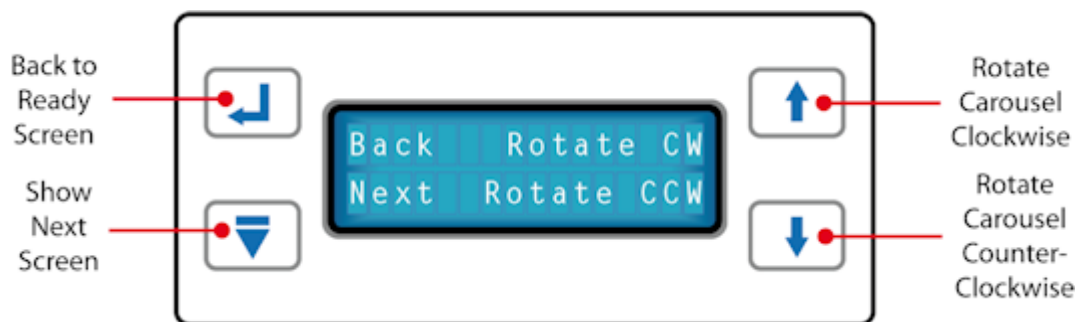 Back to
Ready
Screen
Show
Next
Screen
Back Rotate CW
Next Rotate CCW
Rotate
Carousel
Clockwise
Rotate
Carousel
Counter-
Clockwise